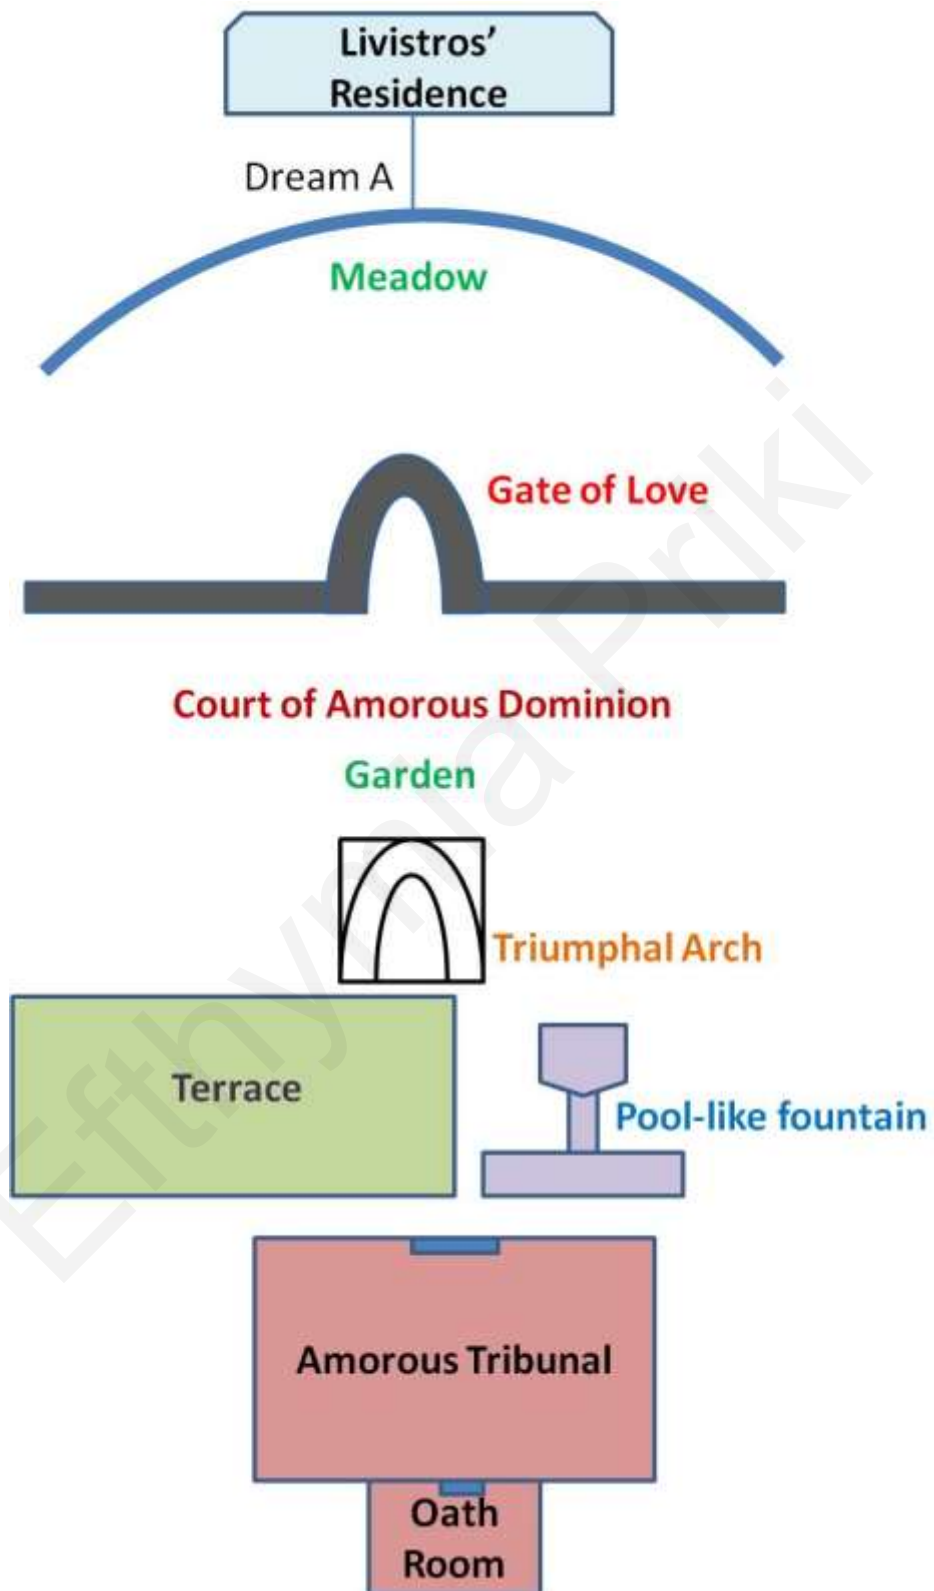 Livistros’
Residence
Dream A
Meadow
Gate of Love
Court of Amorous Dominion
Garden
Triumphal Arch
Terrace
Pool-like fountain
Amorous Tribunal
Oath
Room
Efthymia Priki